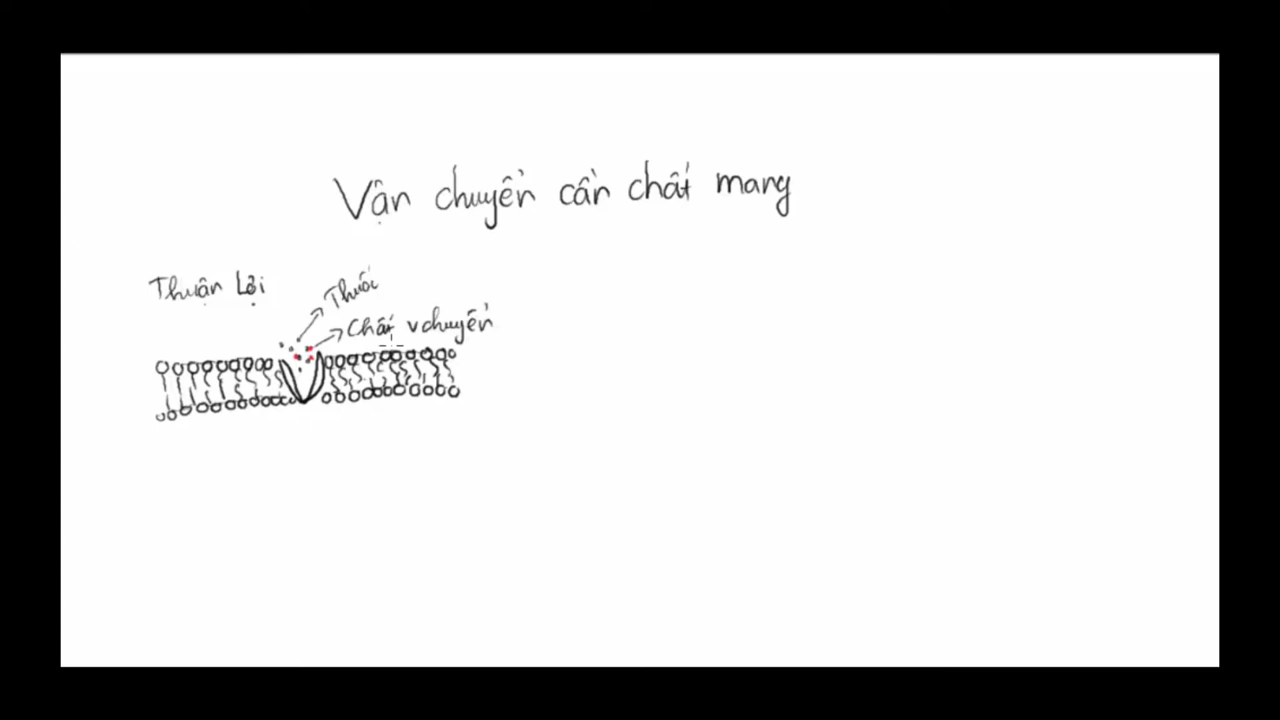 Vận chuyển cần chất mang
Thuận Lợi
Thuốc
Chất vchuyển